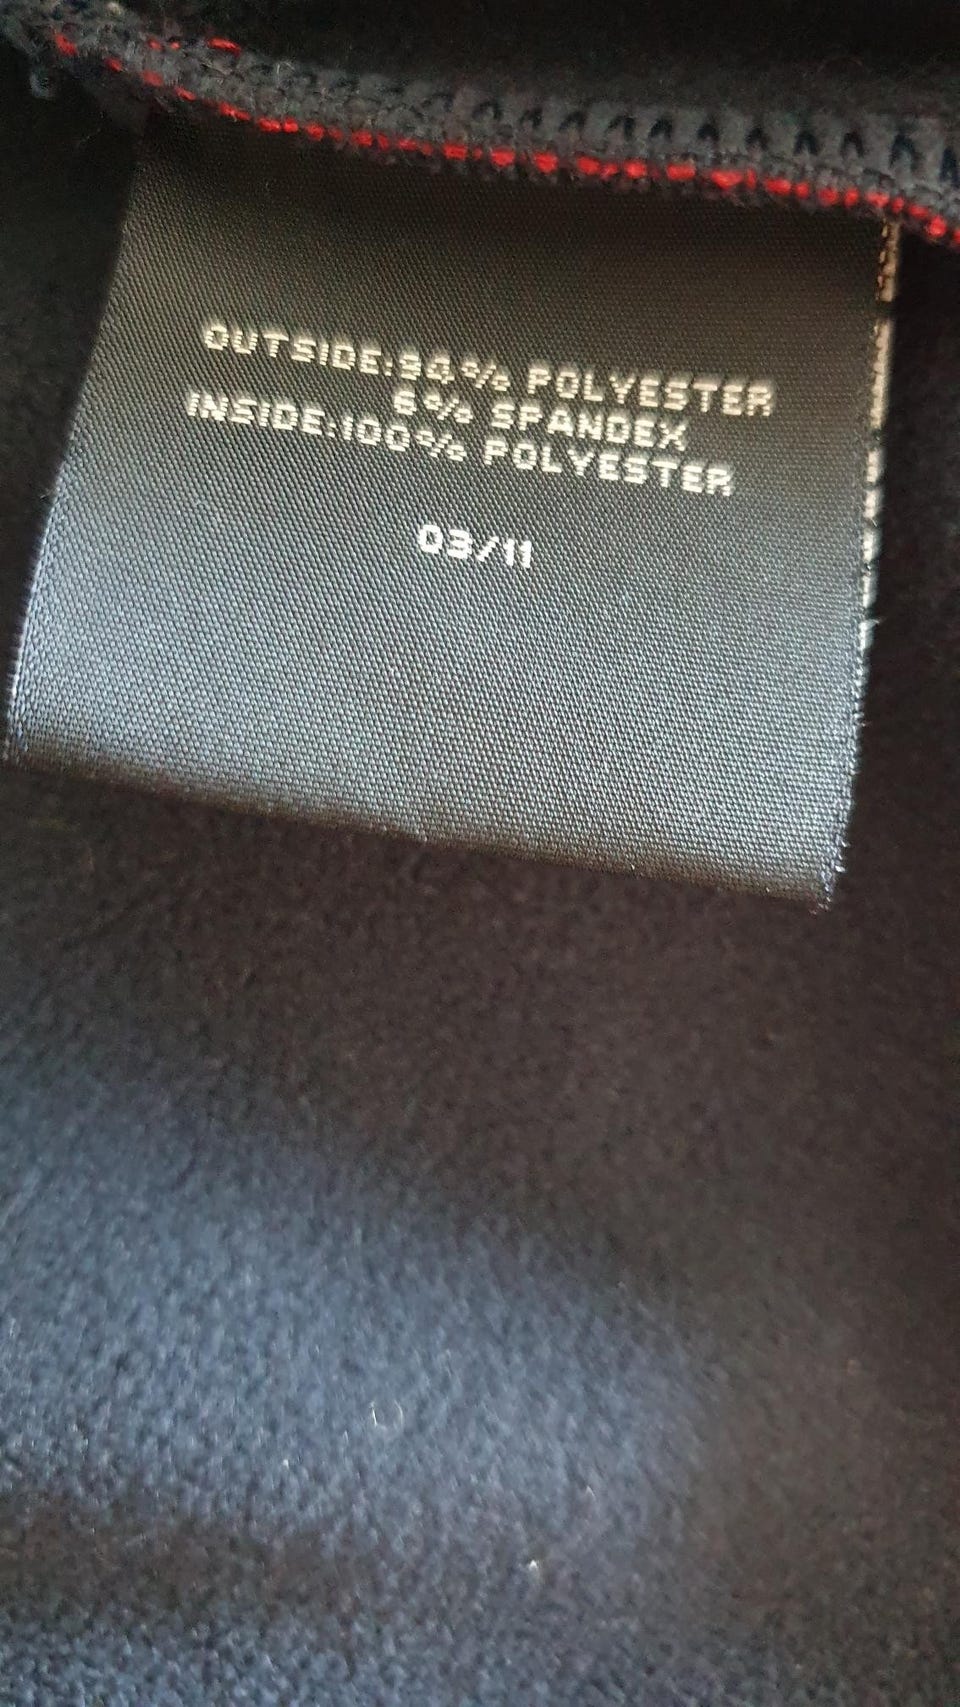 OUTSIDE:94% POLYESTER
6% SPANDEX
INSIDE:100% POLYESTER
03/11